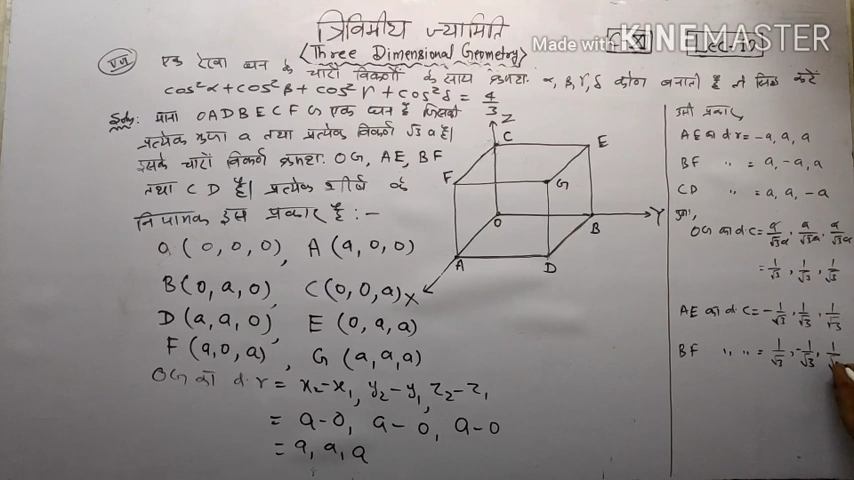 त्रिविमीय ज्यामिति
(Three Dimensional Geometry)
Made with KINEMASTER
एक रेखा घन के चारों विकर्णों के साथ क्रमशः α, β, γ, δ कोण बनाती है तो सिद्ध करें
cos²α + cos²β + cos²γ + cos²δ = 4/3
माना OADBECFG एक घन है जिसकी
प्रत्येक भुजा a तथा प्रत्येक विकर्ण √3 a है।
इसके चारों विकर्ण क्रमशः OG, AE, BF
तथा CD है। प्रत्येक शीर्ष के
नियामक इस प्रकार है :-
O (0, 0, 0), A (a, 0, 0)
B (0, a, 0), C (0, 0, a)
D (a, a, 0), E (0, a, a)
F (a, 0, a), G (a, a, a)
OG का d.r = x₂-x₁, y₂-y₁, z₂-z₁
= a-0, a-0, a-0
= a, a, a
Z
C
E
F
G
O
B
Y
A
D
X
इसी प्रकार,
AE का d.r = -a, a, a
BF " = a, -a, a
CD " = a, a, -a
OG का d.c = a/√3a, a/√3a, a/√3a
= 1/√3, 1/√3, 1/√3
AE का d.c = -1/√3, 1/√3, 1/√3
BF " " = 1/√3, -1/√3,